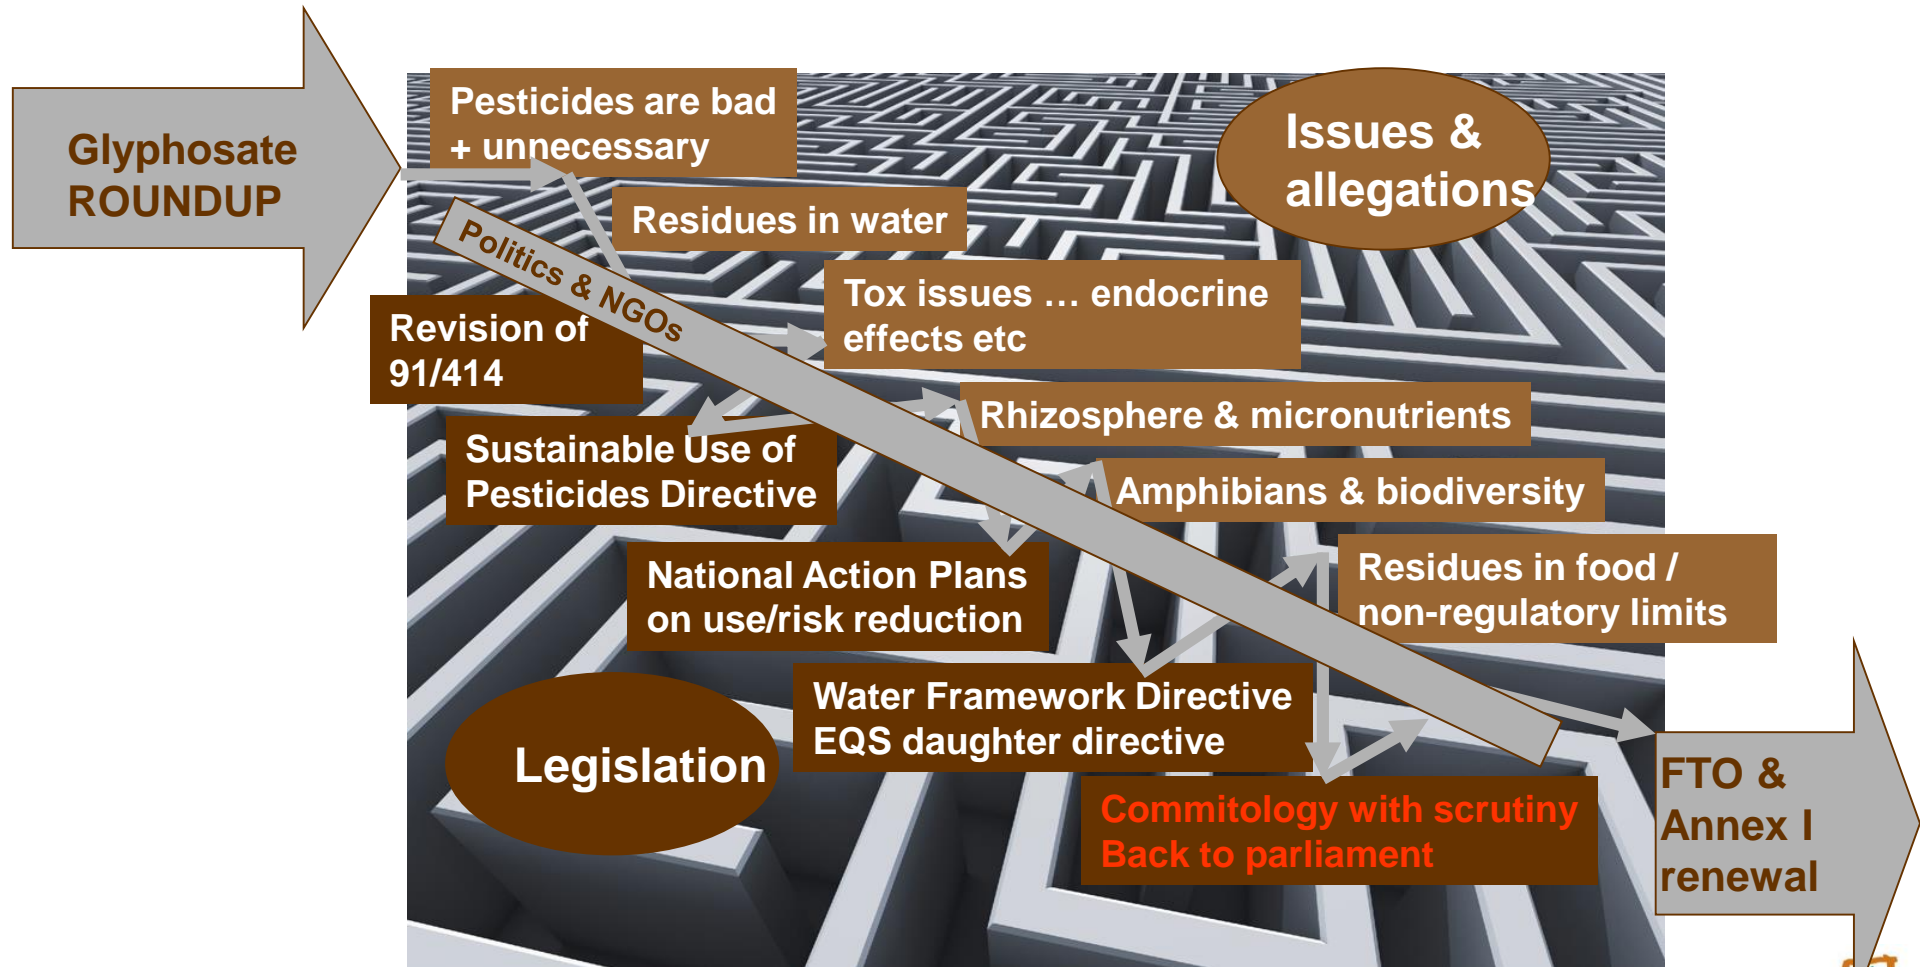 Glyphosate
ROUNDUP
Pesticides are bad
+ unnecessary
Issues &
allegations
Residues in water
Politics & NGOs
Tox issues … endocrine
effects etc
Revision of
91/414
Rhizosphere & micronutrients
Sustainable Use of
Pesticides Directive
Amphibians & biodiversity
National Action Plans
on use/risk reduction
Residues in food /
non-regulatory limits
Water Framework Directive
EQS daughter directive
Legislation
Commitology with scrutiny
Back to parliament
FTO &
Annex I
renewal